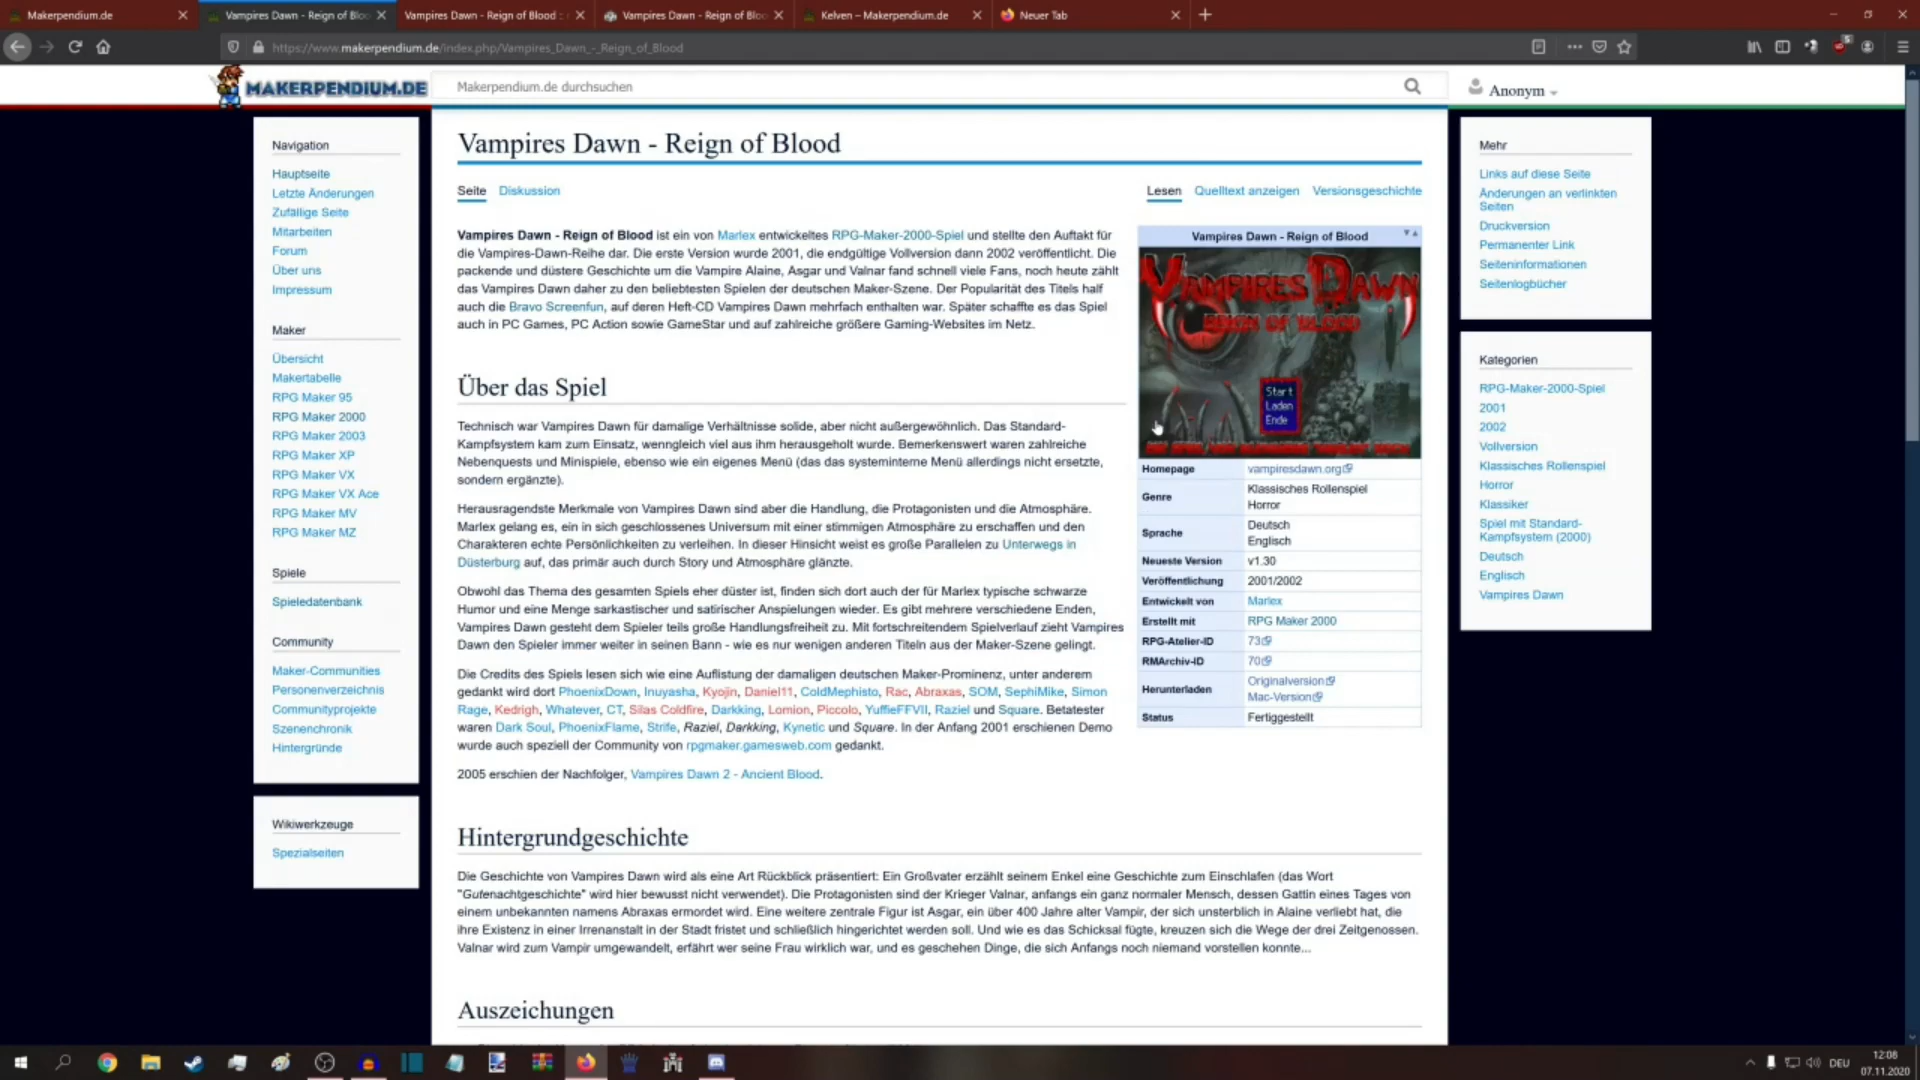 Makerpendium.de
Vampires Dawn - Reign of Bloo
Vampires Dawn - Reign of Blood ::
Vampires Dawn - Reign of Bloo
Kelven – Makerpendium.de
Neuer Tab
https://www.makerpendium.de/index.php/Vampires_Dawn_-_Reign_of_Blood
MAKERPENDIUM.DE
Makerpendium.de durchsuchen
Anonym
Navigation
Hauptseite
Letzte Änderungen
Zufällige Seite
Mitarbeiten
Forum
Über uns
Impressum
Maker
Übersicht
Makertabelle
RPG Maker 95
RPG Maker 2000
RPG Maker 2003
RPG Maker XP
RPG Maker VX
RPG Maker VX Ace
RPG Maker MV
RPG Maker MZ
Spiele
Spieledatenbank
Community
Maker-Communities
Personenverzeichnis
Communityprojekte
Szenenchronik
Hintergründe
Wikiwerkzeuge
Spezialseiten
Vampires Dawn - Reign of Blood
Seite Diskussion
Lesen Quelltext anzeigen Versionsgeschichte
Vampires Dawn - Reign of Blood ist ein von Marlex entwickeltes RPG-Maker-2000-Spiel und stellte den Auftakt für
die Vampires-Dawn-Reihe dar. Die erste Version wurde 2001, die endgültige Vollversion dann 2002 veröffentlicht. Die
packende und düstere Geschichte um die Vampire Alaine, Asgar und Valnar fand schnell viele Fans, noch heute zählt
das Vampires Dawn daher zu den beliebtesten Spielen der deutschen Maker-Szene. Der Popularität des Titels half
auch die Bravo Screenfun, auf deren Heft-CD Vampires Dawn mehrfach enthalten war. Später schaffte es das Spiel
auch in PC Games, PC Action sowie GameStar und auf zahlreiche größere Gaming-Websites im Netz.
Über das Spiel
Technisch war Vampires Dawn für damalige Verhältnisse solide, aber nicht außergewöhnlich. Das Standard-
Kampfsystem kam zum Einsatz, wenngleich viel aus ihm herausgeholt wurde. Bemerkenswert waren zahlreiche
Nebenquests und Minispiele, ebenso wie ein eigenes Menü (das das systeminterne Menü allerdings nicht ersetzte,
sondern ergänzte).
Herausragendste Merkmale von Vampires Dawn sind aber die Handlung, die Protagonisten und die Atmosphäre.
Marlex gelang es, ein in sich geschlossenes Universum mit einer stimmigen Atmosphäre zu erschaffen und den
Charakteren echte Persönlichkeiten zu verleihen. In dieser Hinsicht weist es große Parallelen zu Unterwegs in
Düsterburg auf, das primär auch durch Story und Atmosphäre glänzte.
Obwohl das Thema des gesamten Spiels eher düster ist, finden sich dort auch der für Marlex typische schwarze
Humor und eine Menge sarkastischer und satirischer Anspielungen wieder. Es gibt mehrere verschiedene Enden,
Vampires Dawn gesteht dem Spieler teils große Handlungsfreiheit zu. Mit fortschreitendem Spielverlauf zieht Vampires
Dawn den Spieler immer weiter in seinen Bann - wie es nur wenigen anderen Titeln aus der Maker-Szene gelingt.
Die Credits des Spiels lesen sich wie eine Auflistung der damaligen deutschen Maker-Prominenz, unter anderem
gedankt wird dort PhoenixDown, Inuyasha, Kyojin, Daniel11, ColdMephisto, Rac, Abraxas, SOM, SephiMike, Simon
Rage, Kedrigh, Whatever, CT, Silas Coldfire, Darkking, Lomion, Piccolo, YuffieFFVII, Raziel und Square. Betatester
waren Dark Soul, PhoenixFlame, Strife, Raziel, Darkking, Kynetic und Square. In der Anfang 2001 erschienen Demo
wurde auch speziell der Community von rpgmaker.gamesweb.com gedankt.
2005 erschien der Nachfolger, Vampires Dawn 2 - Ancient Blood.
Hintergrundgeschichte
Die Geschichte von Vampires Dawn wird als eine Art Rückblick präsentiert: Ein Großvater erzählt seinem Enkel eine Geschichte zum Einschlafen (das Wort
"Gutenachtgeschichte" wird hier bewusst nicht verwendet). Die Protagonisten sind der Krieger Valnar, anfangs ein ganz normaler Mensch, dessen Gattin eines Tages von
einem unbekannten namens Abraxas ermordet wird. Eine weitere zentrale Figur ist Asgar, ein über 400 Jahre alter Vampir, der sich unsterblich in Alaine verliebt hat, die
ihre Existenz in einer Irrenanstalt in der Stadt fristet und schließlich hingerichtet werden soll. Und wie es das Schicksal fügte, kreuzen sich die Wege der drei Zeitgenossen.
Valnar wird zum Vampir umgewandelt, erfährt wer seine Frau wirklich war, und es geschehen Dinge, die sich Anfangs noch niemand vorstellen konnte...
Auszeichungen
Vampires Dawn - Reign of Blood
VAMPIRES DAWN
REIGN OF BLOOD
Start
Laden
Ende
Homepage vampiresdawn.org
Genre Klassisches Rollenspiel
Horror
Sprache Deutsch
Englisch
Neueste Version v1.30
Veröffentlichung 2001/2002
Entwickelt von Marlex
Erstellt mit RPG Maker 2000
RPG-Atelier-ID 73
RMArchiv-ID 70
Herunterladen Originalversion
Mac-Version
Status Fertiggestellt
Mehr
Links auf diese Seite
Änderungen an verlinkten
Seiten
Druckversion
Permanenter Link
Seiteninformationen
Seitenlogbücher
Kategorien
RPG-Maker-2000-Spiel
2001
2002
Vollversion
Klassisches Rollenspiel
Horror
Klassiker
Spiel mit Standard-
Kampfsystem (2000)
Deutsch
Englisch
Vampires Dawn
DEU
12:08
07.11.2020